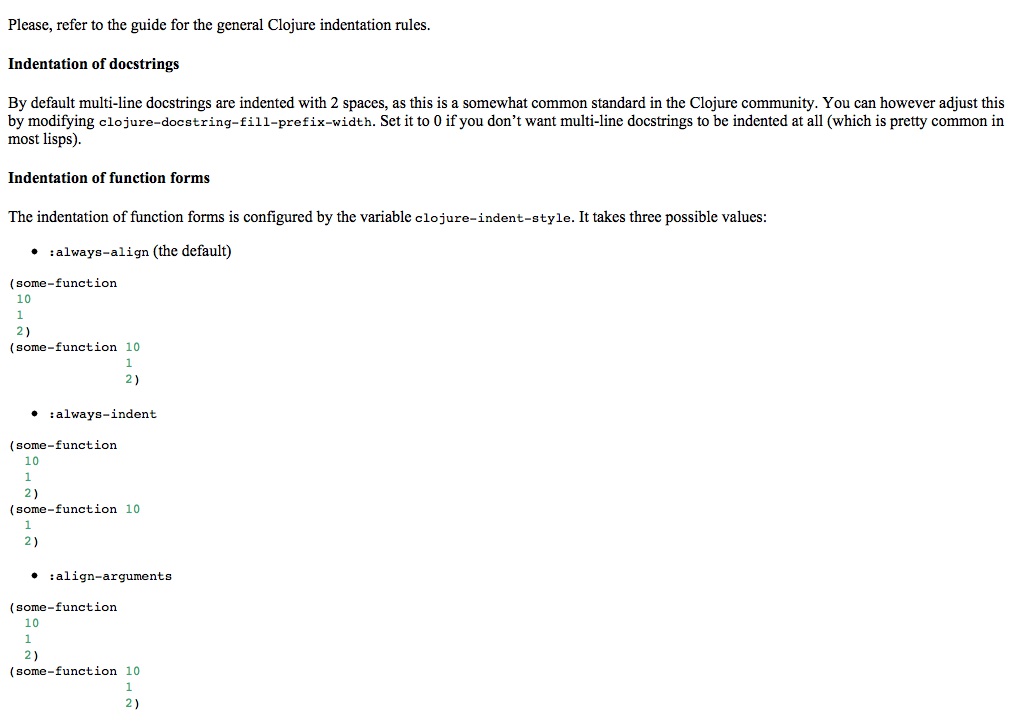 Please, refer to the guide for the general Clojure indentation rules.
Indentation of docstrings
By default multi-line docstrings are indented with 2 spaces, as this is a somewhat common standard in the Clojure community. You can however adjust this
by modifying clojure-docstring-fill-prefix-width. Set it to 0 if you don’t want multi-line docstrings to be indented at all (which is pretty common in
most lisps).
Indentation of function forms
The indentation of function forms is configured by the variable clojure-indent-style. It takes three possible values:
• :always-align (the default)
(some-function
 10
 1
 2)
(some-function 10
               1
               2)
• :always-indent
(some-function
  10
  1
  2)
(some-function 10
  1
  2)
• :align-arguments
(some-function
  10
  1
  2)
(some-function 10
               1
               2)